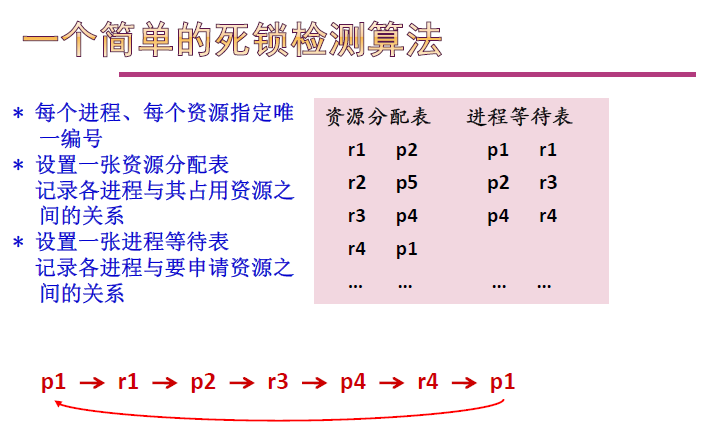 一个简单的死锁检测算法
* 每个进程、每个资源指定唯
一编号
* 设置一张资源分配表
记录各进程与其占用资源之
间的关系
* 设置一张进程等待表
记录各进程与要申请资源之
间的关系
资源分配表 进程等待表
r1 p2 p1 r1
r2 p5 p2 r3
r3 p4 p4 r4
r4 p1
... ... ... ...
p1 → r1 → p2 → r3 → p4 → r4 → p1